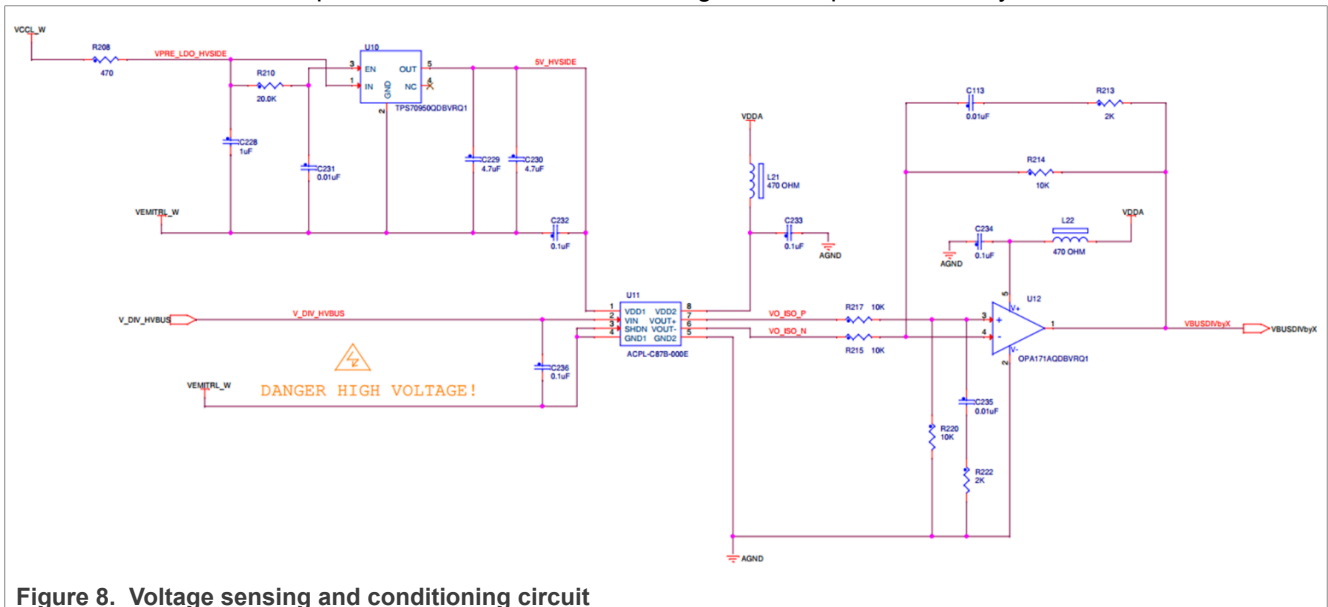 VCCL_W
R208
470
VPRE_LDO_HVSIDE
R210
20.0K
U10
3 EN OUT 5
1 IN NC 4
GND
2
TPS70950QDBVRQ1
5V_HVSIDE
C228
1uF
C231
0.01uF
C229
4.7uF
C230
4.7uF
VEMITRL_W
C232
0.1uF
VDDA
L21
470 OHM
C233
0.1uF
AGND
C113
0.01uF
R213
2K
R214
10K
C234
0.1uF
AGND
L22
470 OHM
VDDA
V_DIV_HVBUS
V_DIV_HVBUS
U11
1 VDD1 VDD2 8
2 VIN VOUT+ 7
3 SHDN VOUT- 6
4 GND1 GND2 5
ACPL-C87B-000E
VO_ISO_P
VO_ISO_N
R217 10K
R215 10K
U12
5
V+
3 +
4 -
1
V-
2
OPA171AQDBVRQ1
VBUSDIVbyX
VBUSDIVbyX
C236
0.1uF
VEMITRL_W
DANGER HIGH VOLTAGE!
C235
0.01uF
R220
10K
R222
2K
AGND
Figure 8. Voltage sensing and conditioning circuit